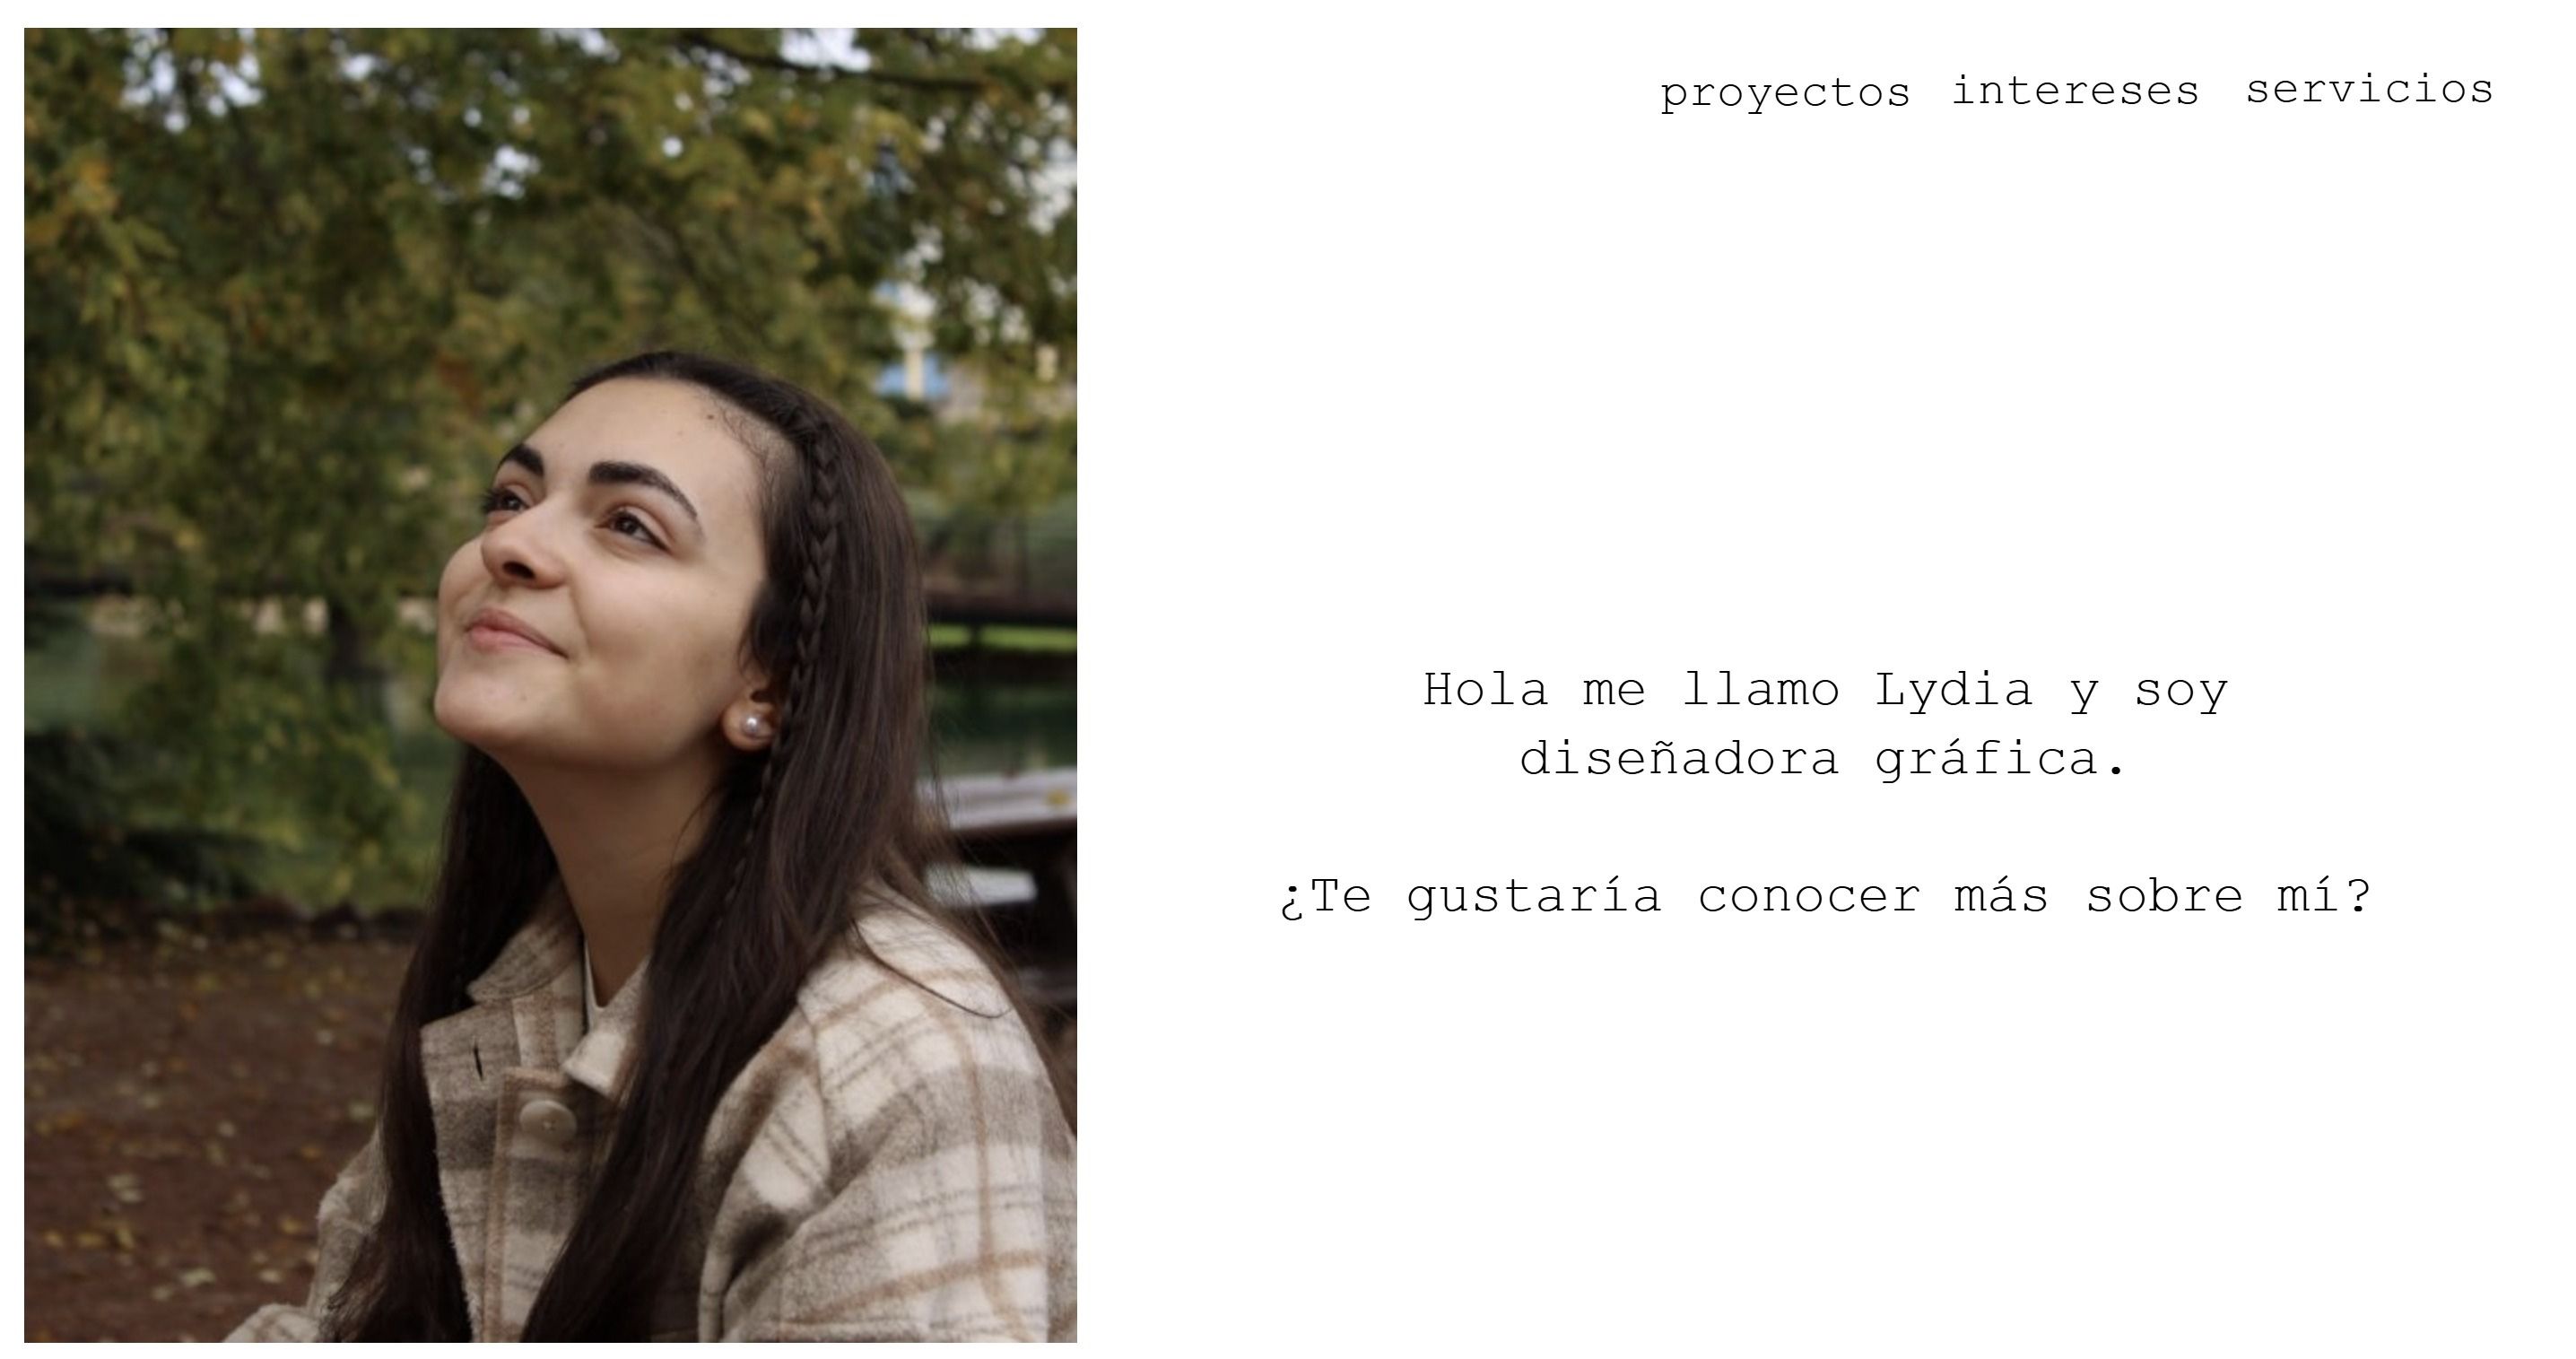 proyectos intereses servicios
Hola me llamo Lydia y soy
diseñadora gráfica.
¿Te gustaría conocer más sobre mí?